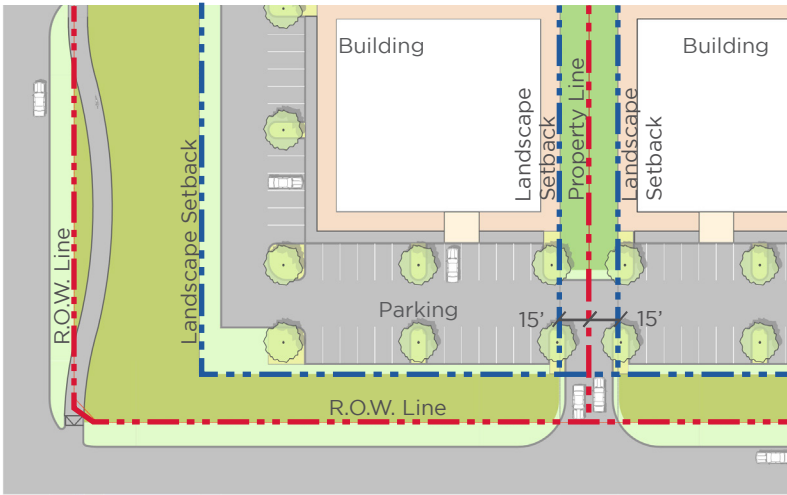 Building
Building
Landscape
Setback
Property Line
Landscape
Setback
Landscape Setback
R.O.W. Line
Parking
15’
15’
R.O.W. Line